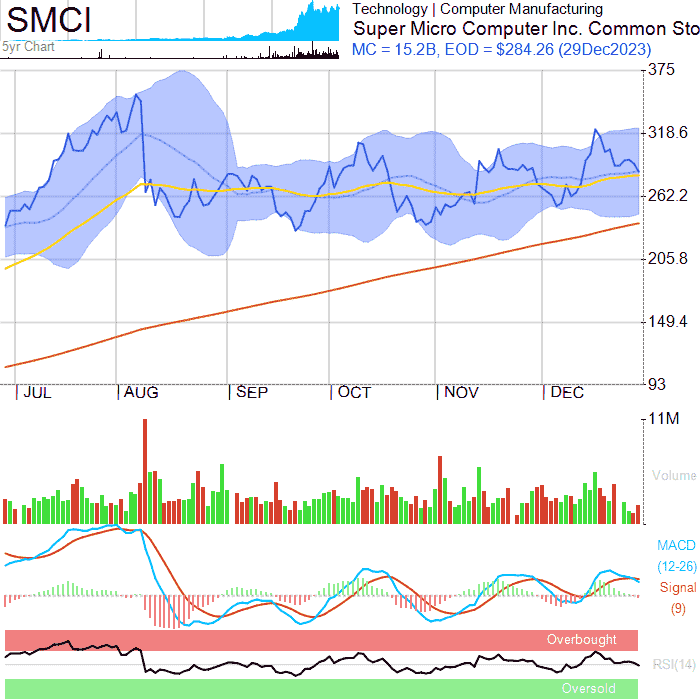 SMCI
5yr Chart
Technology | Computer Manufacturing
Super Micro Computer Inc. Common Sto
MC = 15.2B, EOD = $284.26 (29Dec2023)
375
318.6
262.2
205.8
149.4
93
JUL AUG SEP OCT NOV DEC
11M
Volume
MACD
(12-26)
Signal
(9)
Overbought
RSI(14)
Oversold